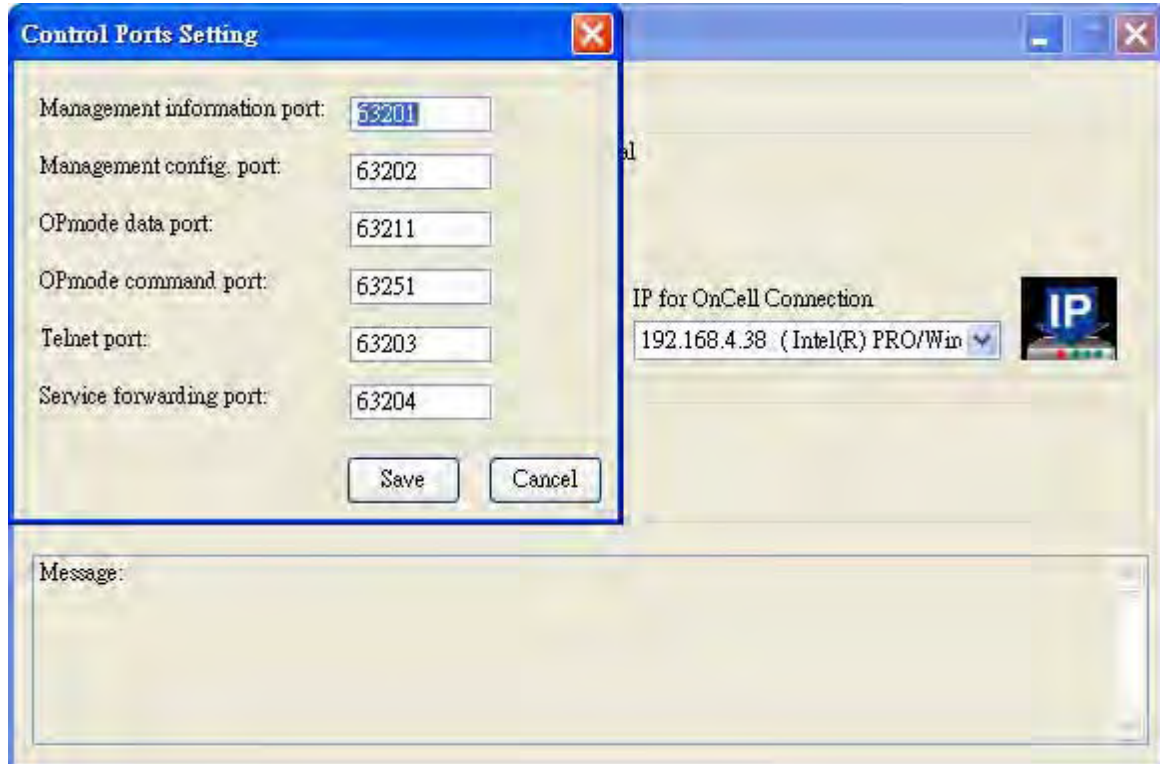 Control Ports Setting
Management information port: 63201
al
Management config. port: 63202
OPmode data port: 63211
OPmode command port: 63251
IP for OnCell Connection
IP
Telnet port: 63203
192.168.4.38 ( Intel(R) PRO/Win
Service forwarding port: 63204
Save Cancel
Message: